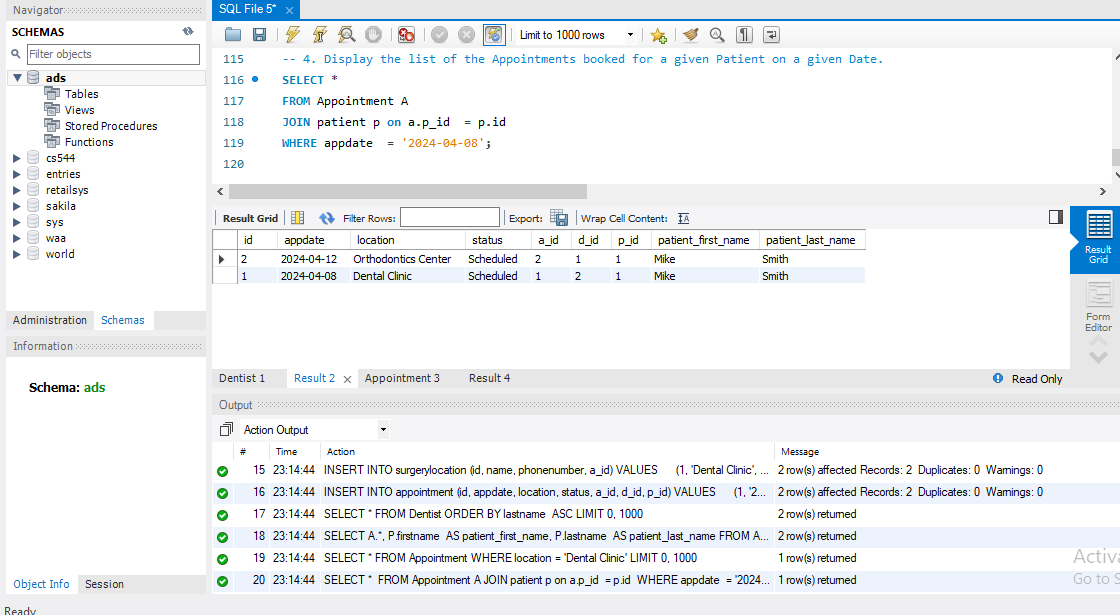 Navigator
SCHEMAS
Filter objects
ads
Tables
Views
Stored Procedures
Functions
cs544
entries
retailsys
sakila
sys
waa
world
Administration Schemas
Information
Schema: ads
Object Info Session
Ready
SQL File 5*
Limit to 1000 rows
115 -- 4. Display the list of the Appointments booked for a given Patient on a given Date.
116 SELECT *
117 FROM Appointment A
118 JOIN patient p on a.p_id = p.id
119 WHERE appdate = '2024-04-08';
120
Result Grid Filter Rows: Export: Wrap Cell Content:
id appdate location status a_id d_id p_id patient_first_name patient_last_name
2 2024-04-12 Orthodontics Center Scheduled 2 1 1 Mike Smith
1 2024-04-08 Dental Clinic Scheduled 1 2 1 Mike Smith
Result
Grid
Form
Editor
Dentist 1 Result 2 Appointment 3 Result 4 Read Only
Output
Action Output
# Time Action Message
15 23:14:44 INSERT INTO surgerylocation (id, name, phonenumber, a_id) VALUES (1, 'Dental Clinic', ... 2 row(s) affected Records: 2 Duplicates: 0 Warnings: 0
16 23:14:44 INSERT INTO appointment (id, appdate, location, status, a_id, d_id, p_id) VALUES (1, '2... 2 row(s) affected Records: 2 Duplicates: 0 Warnings: 0
17 23:14:44 SELECT * FROM Dentist ORDER BY lastname ASC LIMIT 0, 1000 2 row(s) returned
18 23:14:44 SELECT A.*, P.firstname AS patient_first_name, P.lastname AS patient_last_name FROM A... 2 row(s) returned
19 23:14:44 SELECT * FROM Appointment WHERE location = 'Dental Clinic' LIMIT 0, 1000 1 row(s) returned
20 23:14:44 SELECT * FROM Appointment A JOIN patient p on a.p_id = p.id WHERE appdate = '2024... 1 row(s) returned
Activa
Go to S